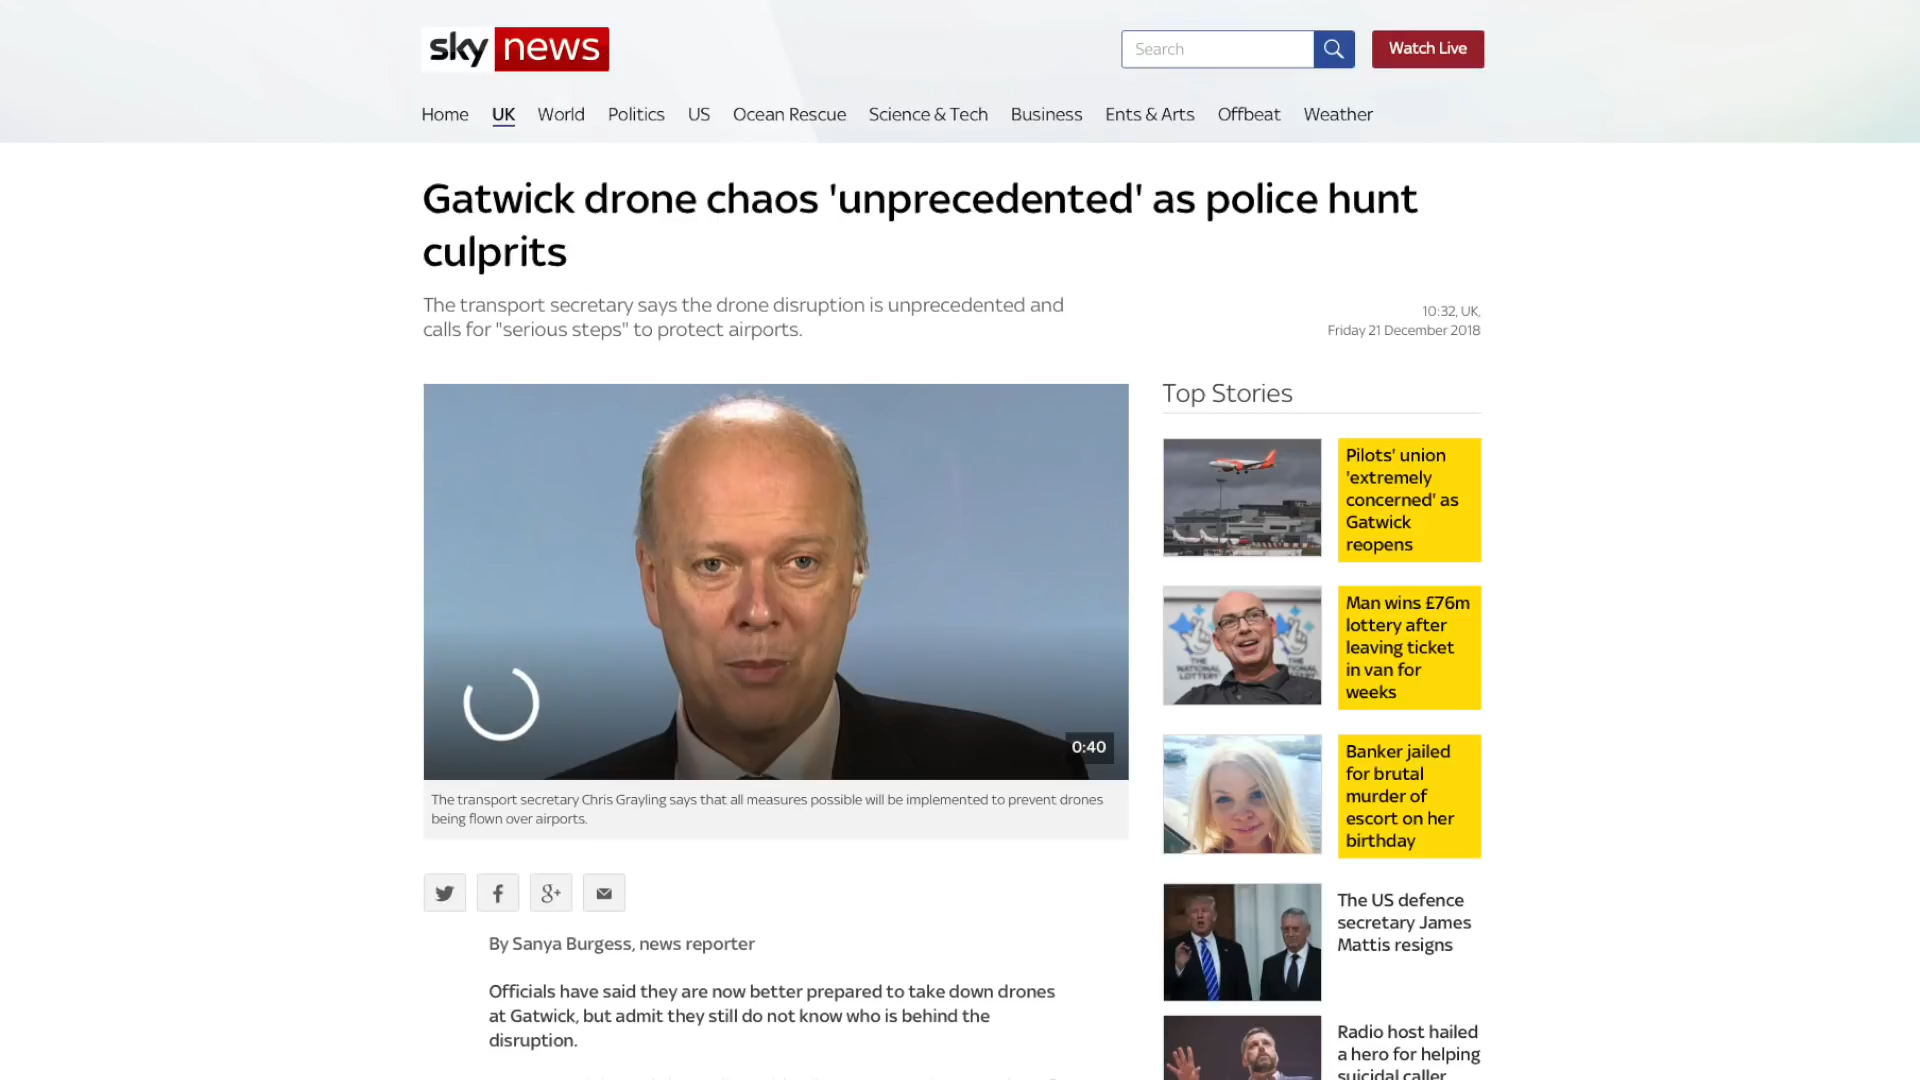 sky news
Search
Watch Live
Home UK World Politics US Ocean Rescue Science & Tech Business Ents & Arts Offbeat Weather
Gatwick drone chaos 'unprecedented' as police hunt
culprits
The transport secretary says the drone disruption is unprecedented and
calls for "serious steps" to protect airports.
10:32, UK,
Friday 21 December 2018
0:40
The transport secretary Chris Grayling says that all measures possible will be implemented to prevent drones
being flown over airports.
By Sanya Burgess, news reporter
Officials have said they are now better prepared to take down drones
at Gatwick, but admit they still do not know who is behind the
disruption.
Top Stories
Pilots' union
'extremely
concerned' as
Gatwick
reopens
THE
NATIONAL
LOTTERY
Man wins £76m
lottery after
leaving ticket
in van for
weeks
Banker jailed
for brutal
murder of
escort on her
birthday
The US defence
secretary James
Mattis resigns
Radio host hailed
a hero for helping
suicidal caller